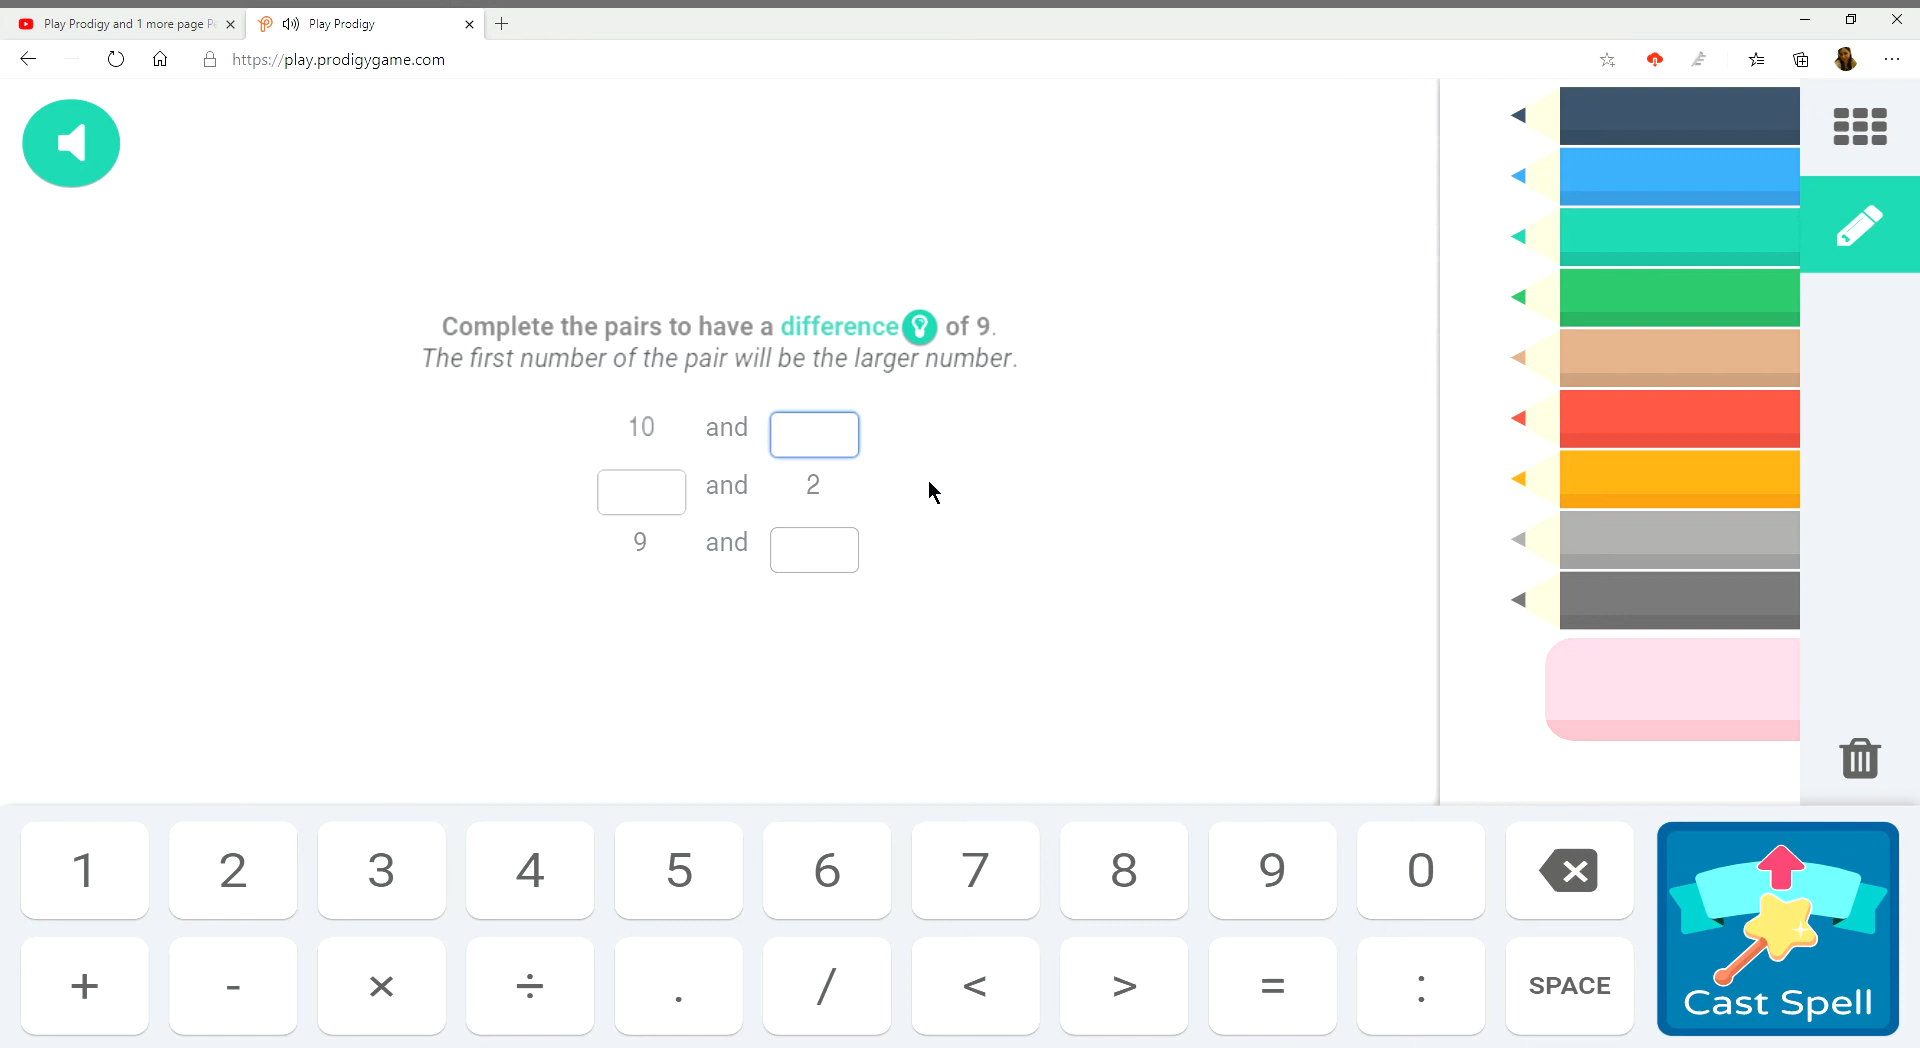 Play Prodigy and 1 more page
Play Prodigy
https://play.prodigygame.com
Complete the pairs to have a difference of 9.
The first number of the pair will be the larger number.
10 and
and 2
9 and
1 2 3 4 5 6 7 8 9 0
+ - × ÷ . / < > = : SPACE
Cast Spell